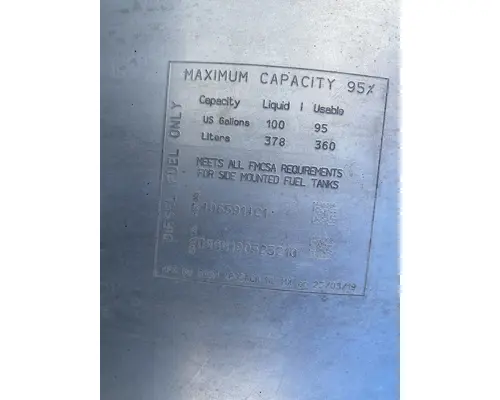 MAXIMUM CAPACITY 95%
Capacity Liquid | Usable
US Gallons 100 95
Liters 378 360
MEETS ALL FMCSA REQUIREMENTS
FOR SIDE MOUNTED FUEL TANKS
DIESEL FUEL ONLY